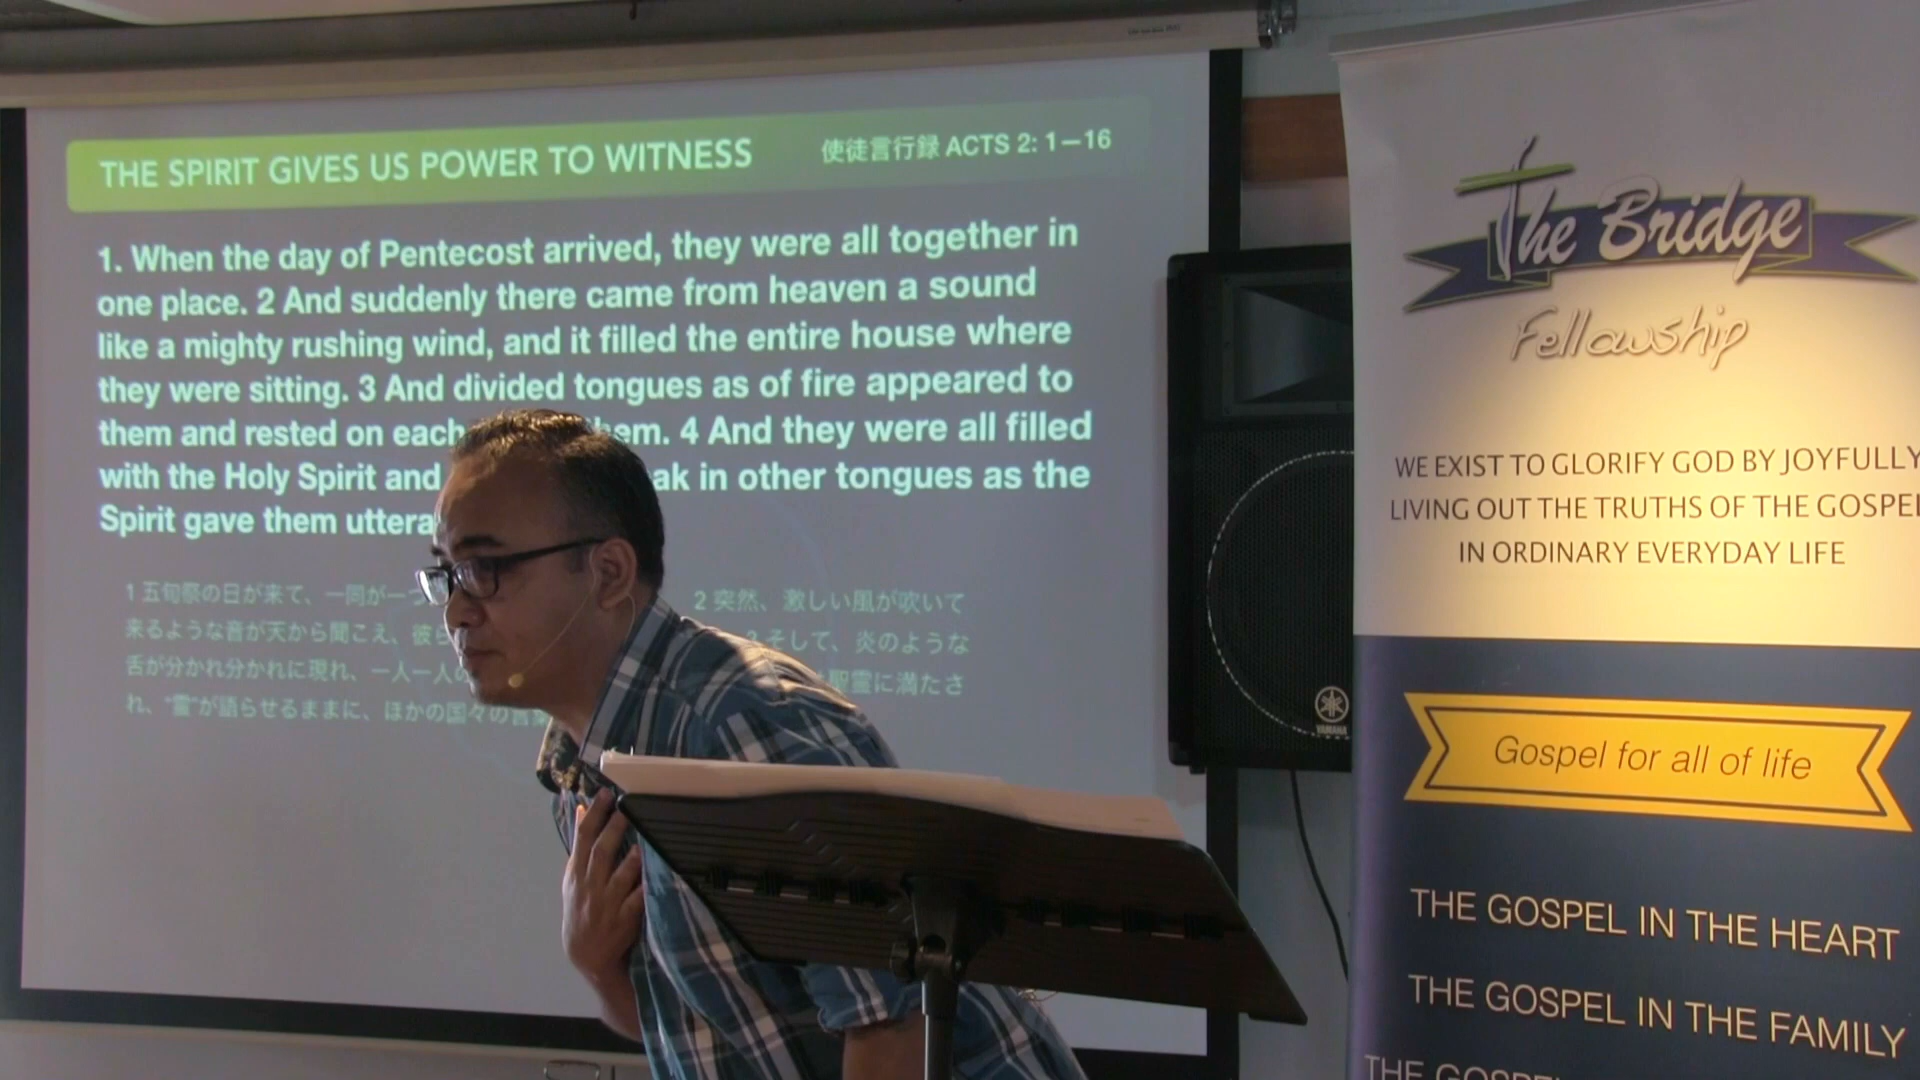 THE SPIRIT GIVES US POWER TO WITNESS
使徒言行録 ACTS 2: 1—16
1. When the day of Pentecost arrived, they were all together in
one place. 2 And suddenly there came from heaven a sound
like a mighty rushing wind, and it filled the entire house where
they were sitting. 3 And divided tongues as of fire appeared to
them and rested on each hem. 4 And they were all filled
with the Holy Spirit and ak in other tongues as the
Spirit gave them uttera
1 五旬祭の日が来て、一同が一つ 2 突然、激しい風が吹いて
来るような音が天から聞こえ、彼ら 3 そして、炎のような
舌が分かれ分かれに現れ、一人一人の 聖霊に満たさ
れ、“霊”が語らせるままに、ほかの国々の言葉
YAMAHA
The Bridge
Fellowship
WE EXIST TO GLORIFY GOD BY JOYFULLY
LIVING OUT THE TRUTHS OF THE GOSPEL
IN ORDINARY EVERYDAY LIFE
Gospel for all of life
THE GOSPEL IN THE HEART
THE GOSPEL IN THE FAMILY
THE GOSPEL